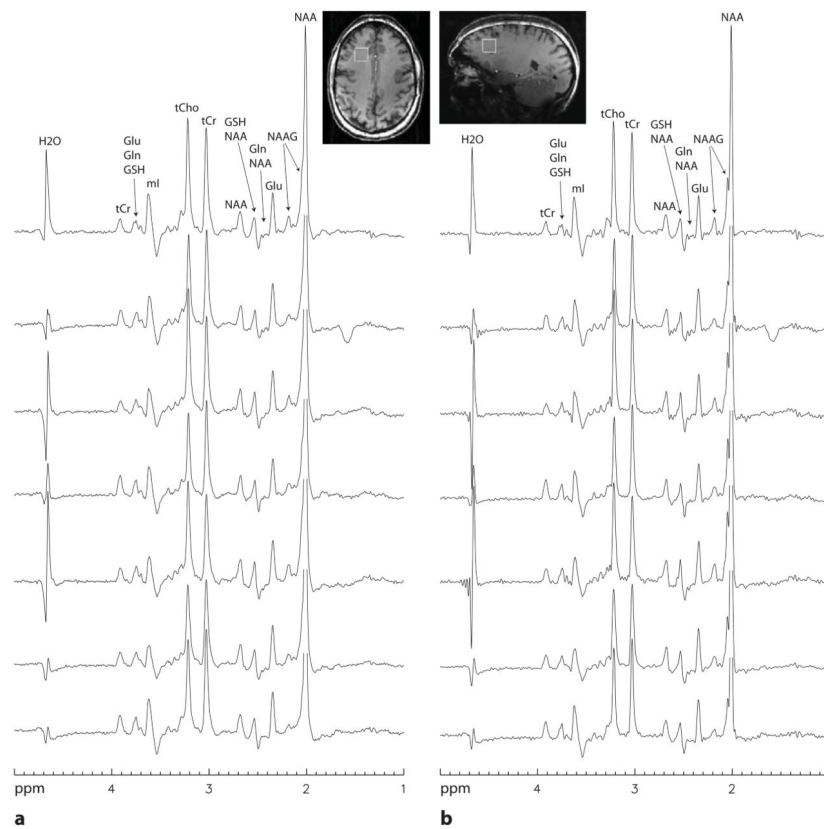 NAA
tCho
tCr
GSH
NAA
Gln
NAA
NAAG
H2O
Glu
Gln
GSH
mI
Glu
NAA
tCr
NAA
tCho
tCr
GSH
NAA
Gln
NAA
NAAG
H2O
Glu
Gln
GSH
mI
Glu
NAA
tCr
ppm 4 3 2 1
ppm 4 3 2
a
b